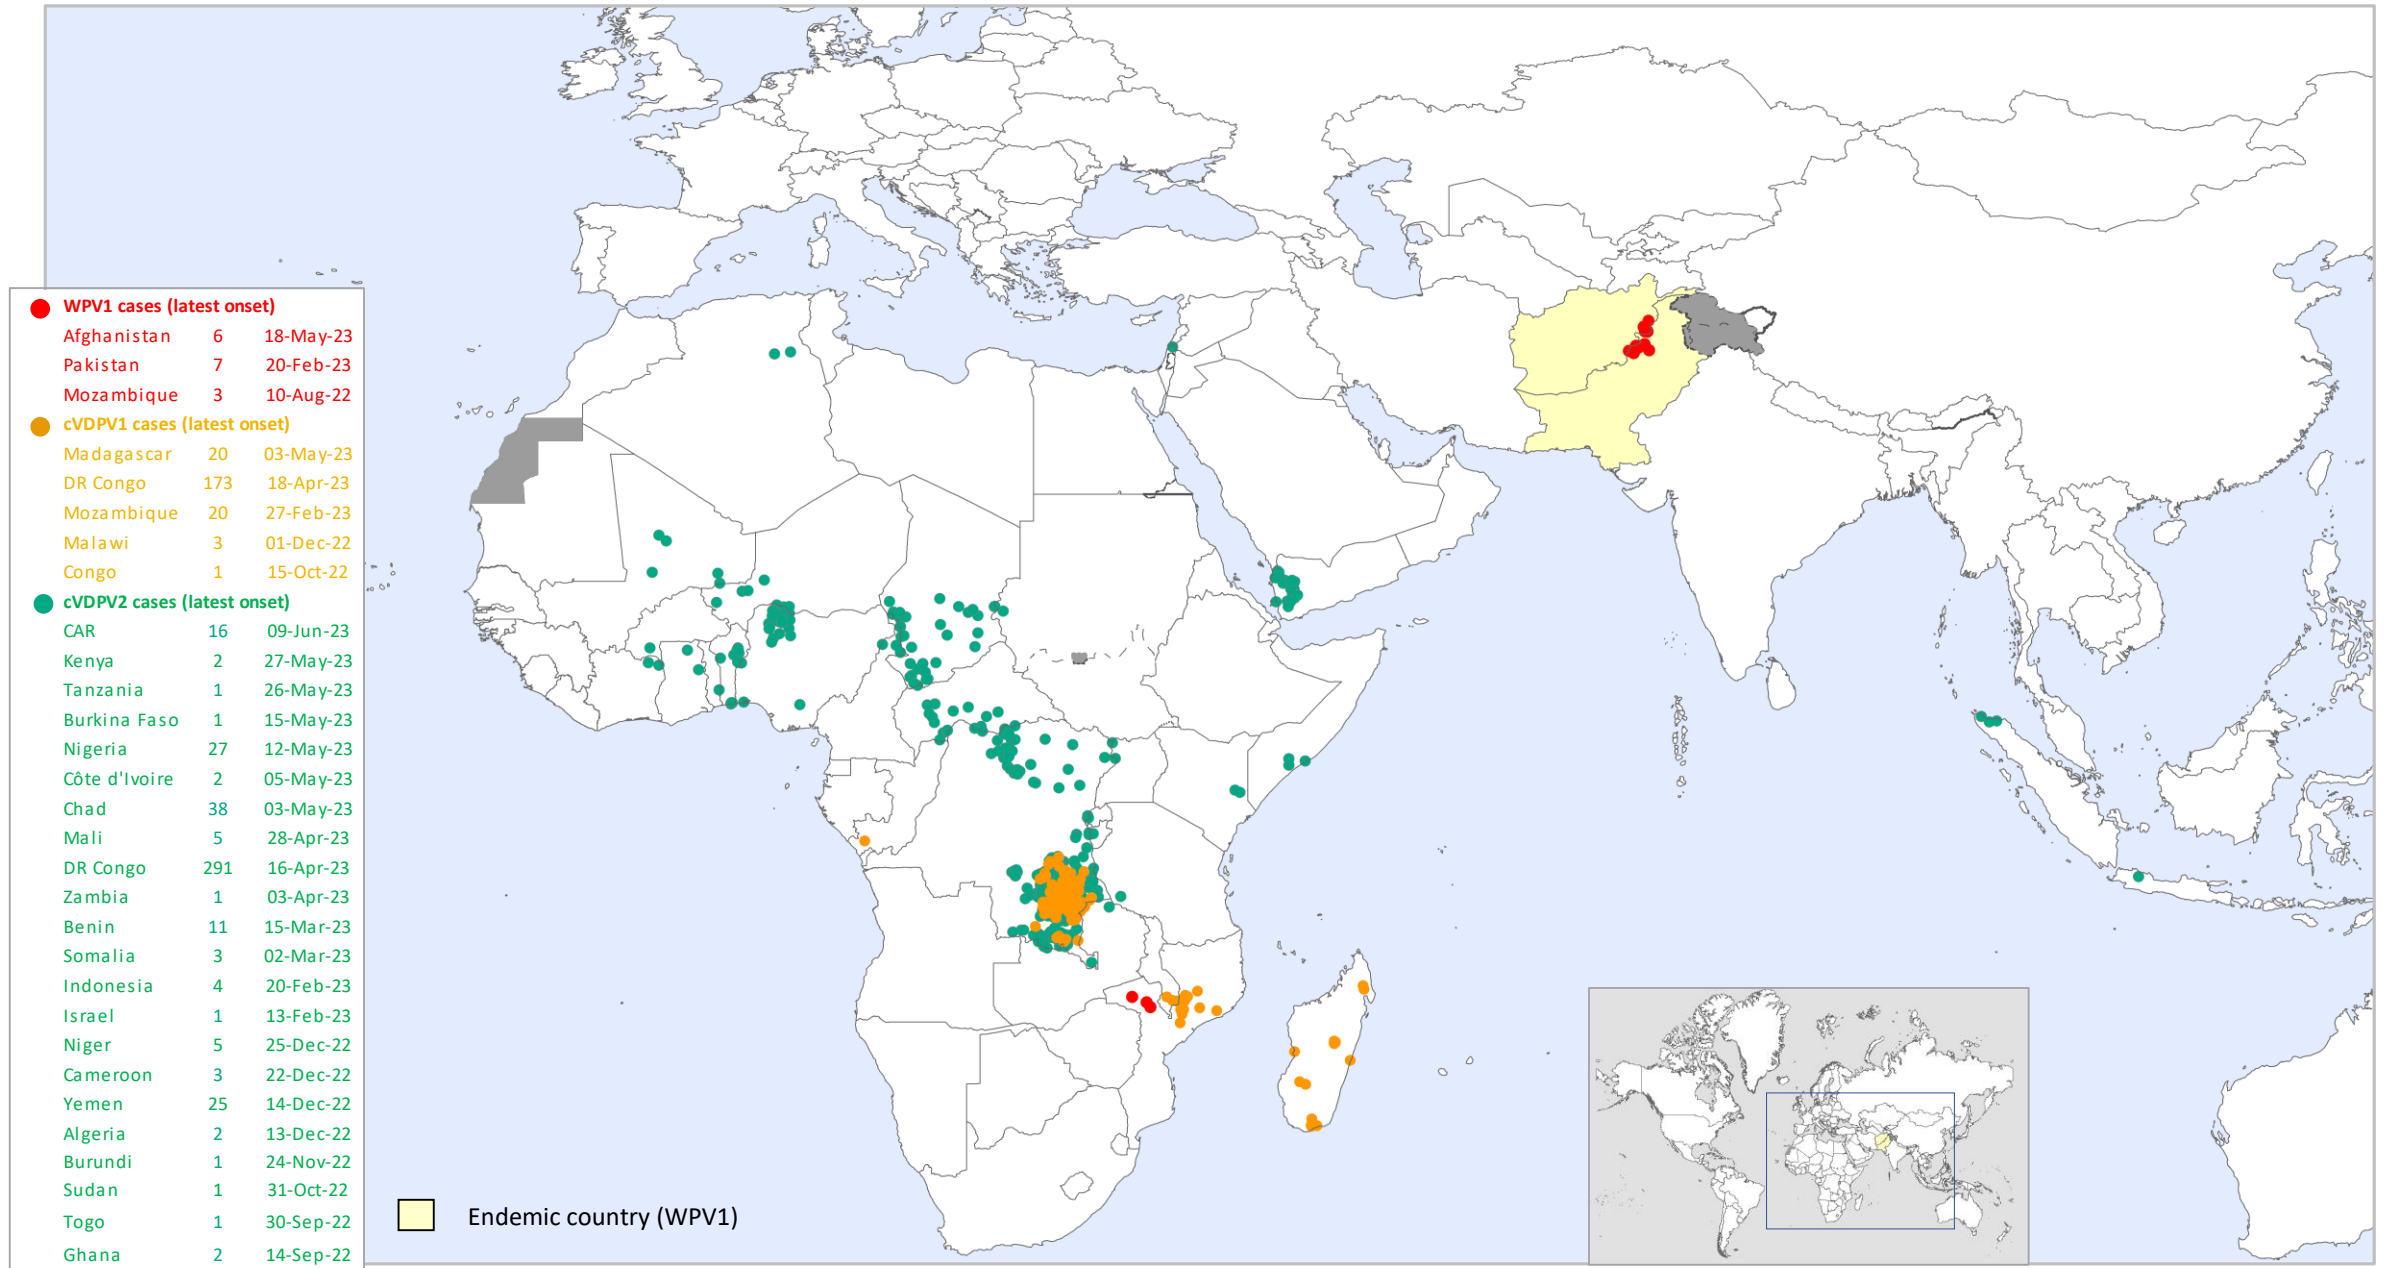 WPV1 cases (latest onset)
Afghanistan 6 18-May-23
Pakistan 7 20-Feb-23
Mozambique 3 10-Aug-22
cVDPV1 cases (latest onset)
Madagascar 20 03-May-23
DR Congo 173 18-Apr-23
Mozambique 20 27-Feb-23
Malawi 3 01-Dec-22
Congo 1 15-Oct-22
cVDPV2 cases (latest onset)
CAR 16 09-Jun-23
Kenya 2 27-May-23
Tanzania 1 26-May-23
Burkina Faso 1 15-May-23
Nigeria 27 12-May-23
Côte d'Ivoire 2 05-May-23
Chad 38 03-May-23
Mali 5 28-Apr-23
DR Congo 291 16-Apr-23
Zambia 1 03-Apr-23
Benin 11 15-Mar-23
Somalia 3 02-Mar-23
Indonesia 4 20-Feb-23
Israel 1 13-Feb-23
Niger 5 25-Dec-22
Cameroon 3 22-Dec-22
Yemen 25 14-Dec-22
Algeria 2 13-Dec-22
Burundi 1 24-Nov-22
Sudan 1 31-Oct-22
Togo 1 30-Sep-22
Ghana 2 14-Sep-22
Endemic country (WPV1)